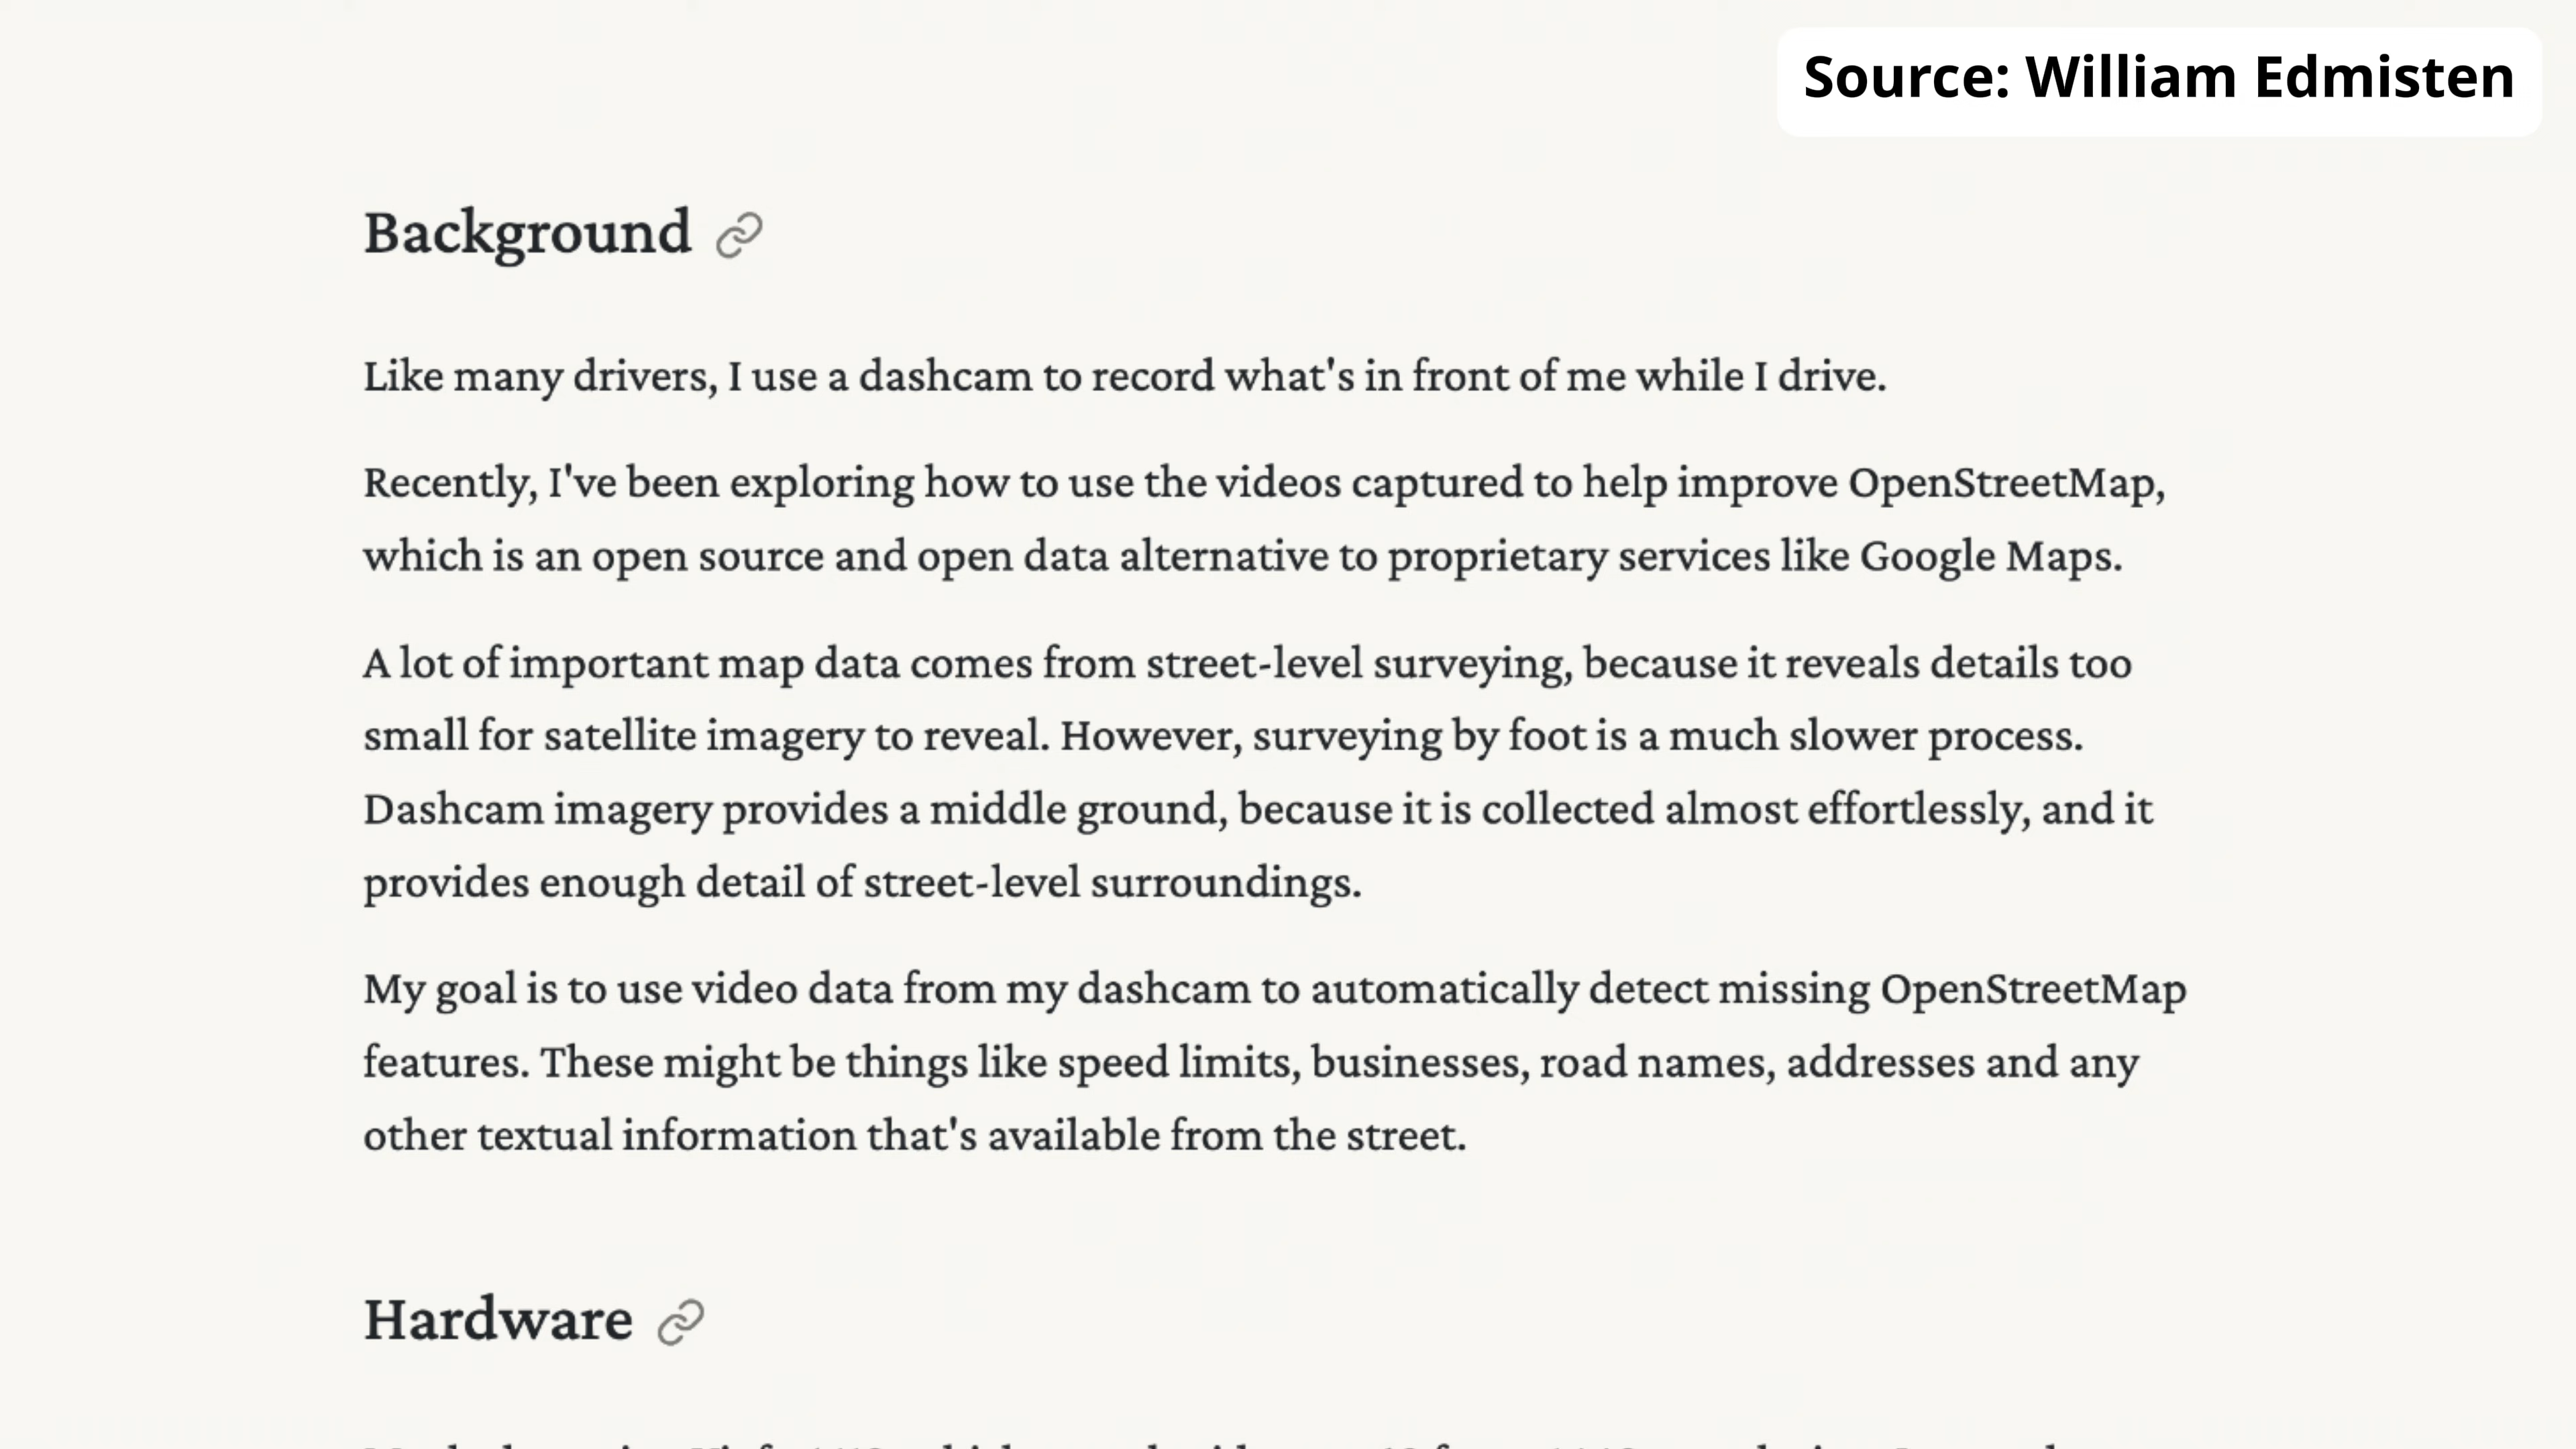 Source: William Edmisten
Background
Like many drivers, I use a dashcam to record what's in front of me while I drive.
Recently, I've been exploring how to use the videos captured to help improve OpenStreetMap,
which is an open source and open data alternative to proprietary services like Google Maps.
A lot of important map data comes from street-level surveying, because it reveals details too
small for satellite imagery to reveal. However, surveying by foot is a much slower process.
Dashcam imagery provides a middle ground, because it is collected almost effortlessly, and it
provides enough detail of street-level surroundings.
My goal is to use video data from my dashcam to automatically detect missing OpenStreetMap
features. These might be things like speed limits, businesses, road names, addresses and any
other textual information that's available from the street.
Hardware